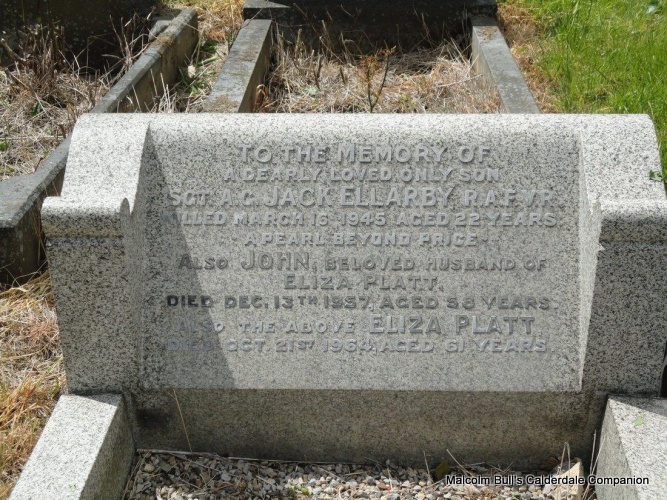 TO THE MEMORY OF
A DEARLY LOVED ONLY SON
SGT. A.G. JACK ELLARBY R.A.F.V.R.
KILLED MARCH 16 1945 AGED 22 YEARS
A PEARL BEYOND PRICE
ALSO JOHN, BELOVED HUSBAND OF
ELIZA PLATT,
DIED DEC. 13TH 1957, AGED 58 YEARS.
ALSO THE ABOVE ELIZA PLATT,
DIED OCT. 21ST 1964, AGED 61 YEARS.
Malcolm Bull's Calderdale Companion